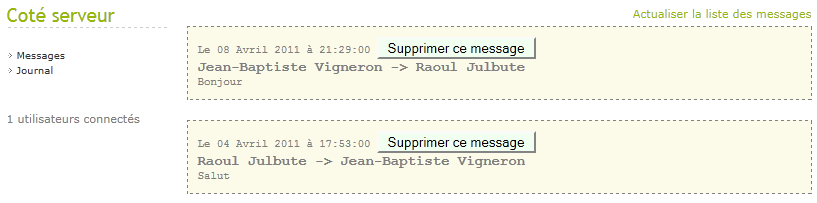 Coté serveur
Messages
Journal
1 utilisateurs connectés
Actualiser la liste des messages
Le 08 Avril 2011 à 21:29:00 Supprimer ce message
Jean-Baptiste Vigneron -> Raoul Julbute
Bonjour
Le 04 Avril 2011 à 17:53:00 Supprimer ce message
Raoul Julbute -> Jean-Baptiste Vigneron
Salut